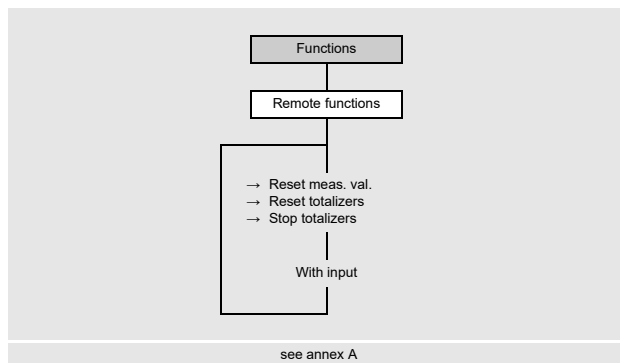 Functions
Remote functions
→ Reset meas. val.
→ Reset totalizers
→ Stop totalizers
With input
see annex A